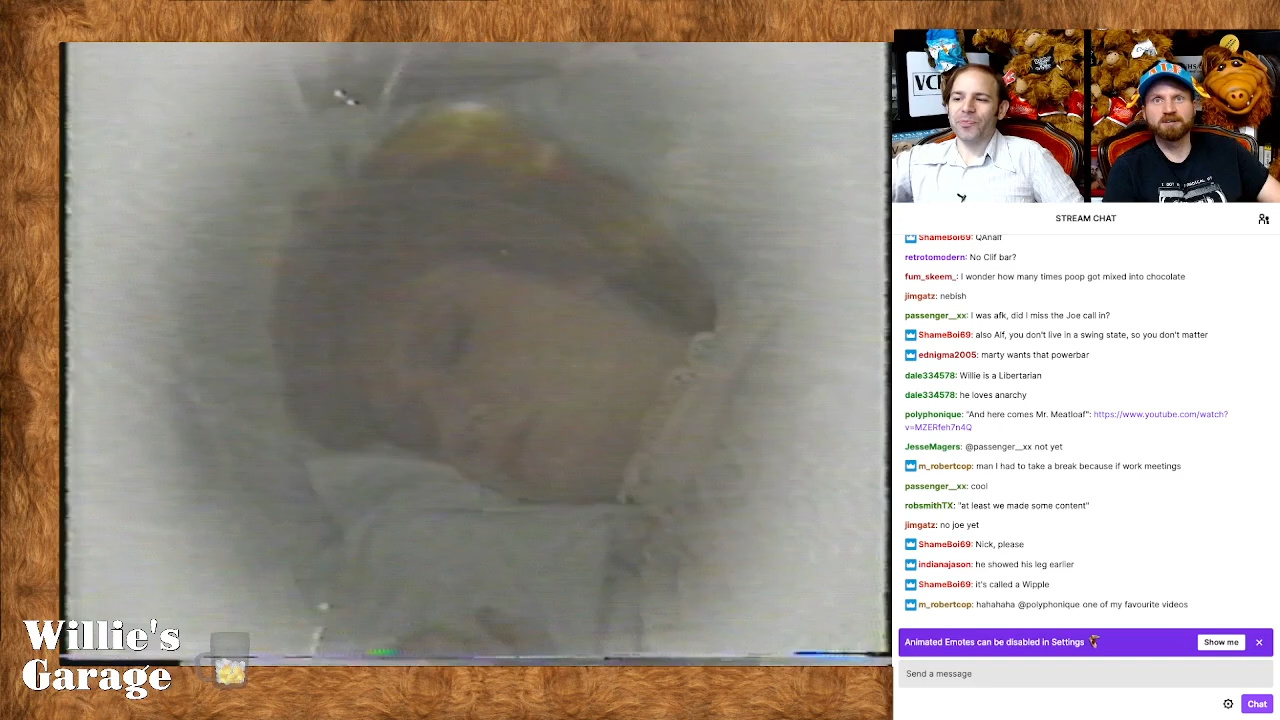 VCR
ALF
STREAM CHAT
ShameBoi69: QAnalf
retrotomodern: No Clif bar?
fum_skeem_: I wonder how many times poop got mixed into chocolate
jimgatz: nebish
passenger__xx: I was afk, did I miss the Joe call in?
ShameBoi69: also Alf, you don't live in a swing state, so you don't matter
ednigma2005: marty wants that powerbar
dale334578: Willie is a Libertarian
dale334578: he loves anarchy
polyphonique: "And here comes Mr. Meatloaf": https://www.youtube.com/watch?
v=MZERfeh7n4Q
JesseMagers: @passenger__xx not yet
m_robertcop: man I had to take a break because if work meetings
passenger__xx: cool
robsmithTX: "at least we made some content"
jimgatz: no joe yet
ShameBoi69: Nick, please
indianajason: he showed his leg earlier
ShameBoi69: it's called a Wipple
m_robertcop: hahahaha @polyphonique one of my favourite videos
Animated Emotes can be disabled in Settings
Show me
Send a message
Chat
Willie's
Garage